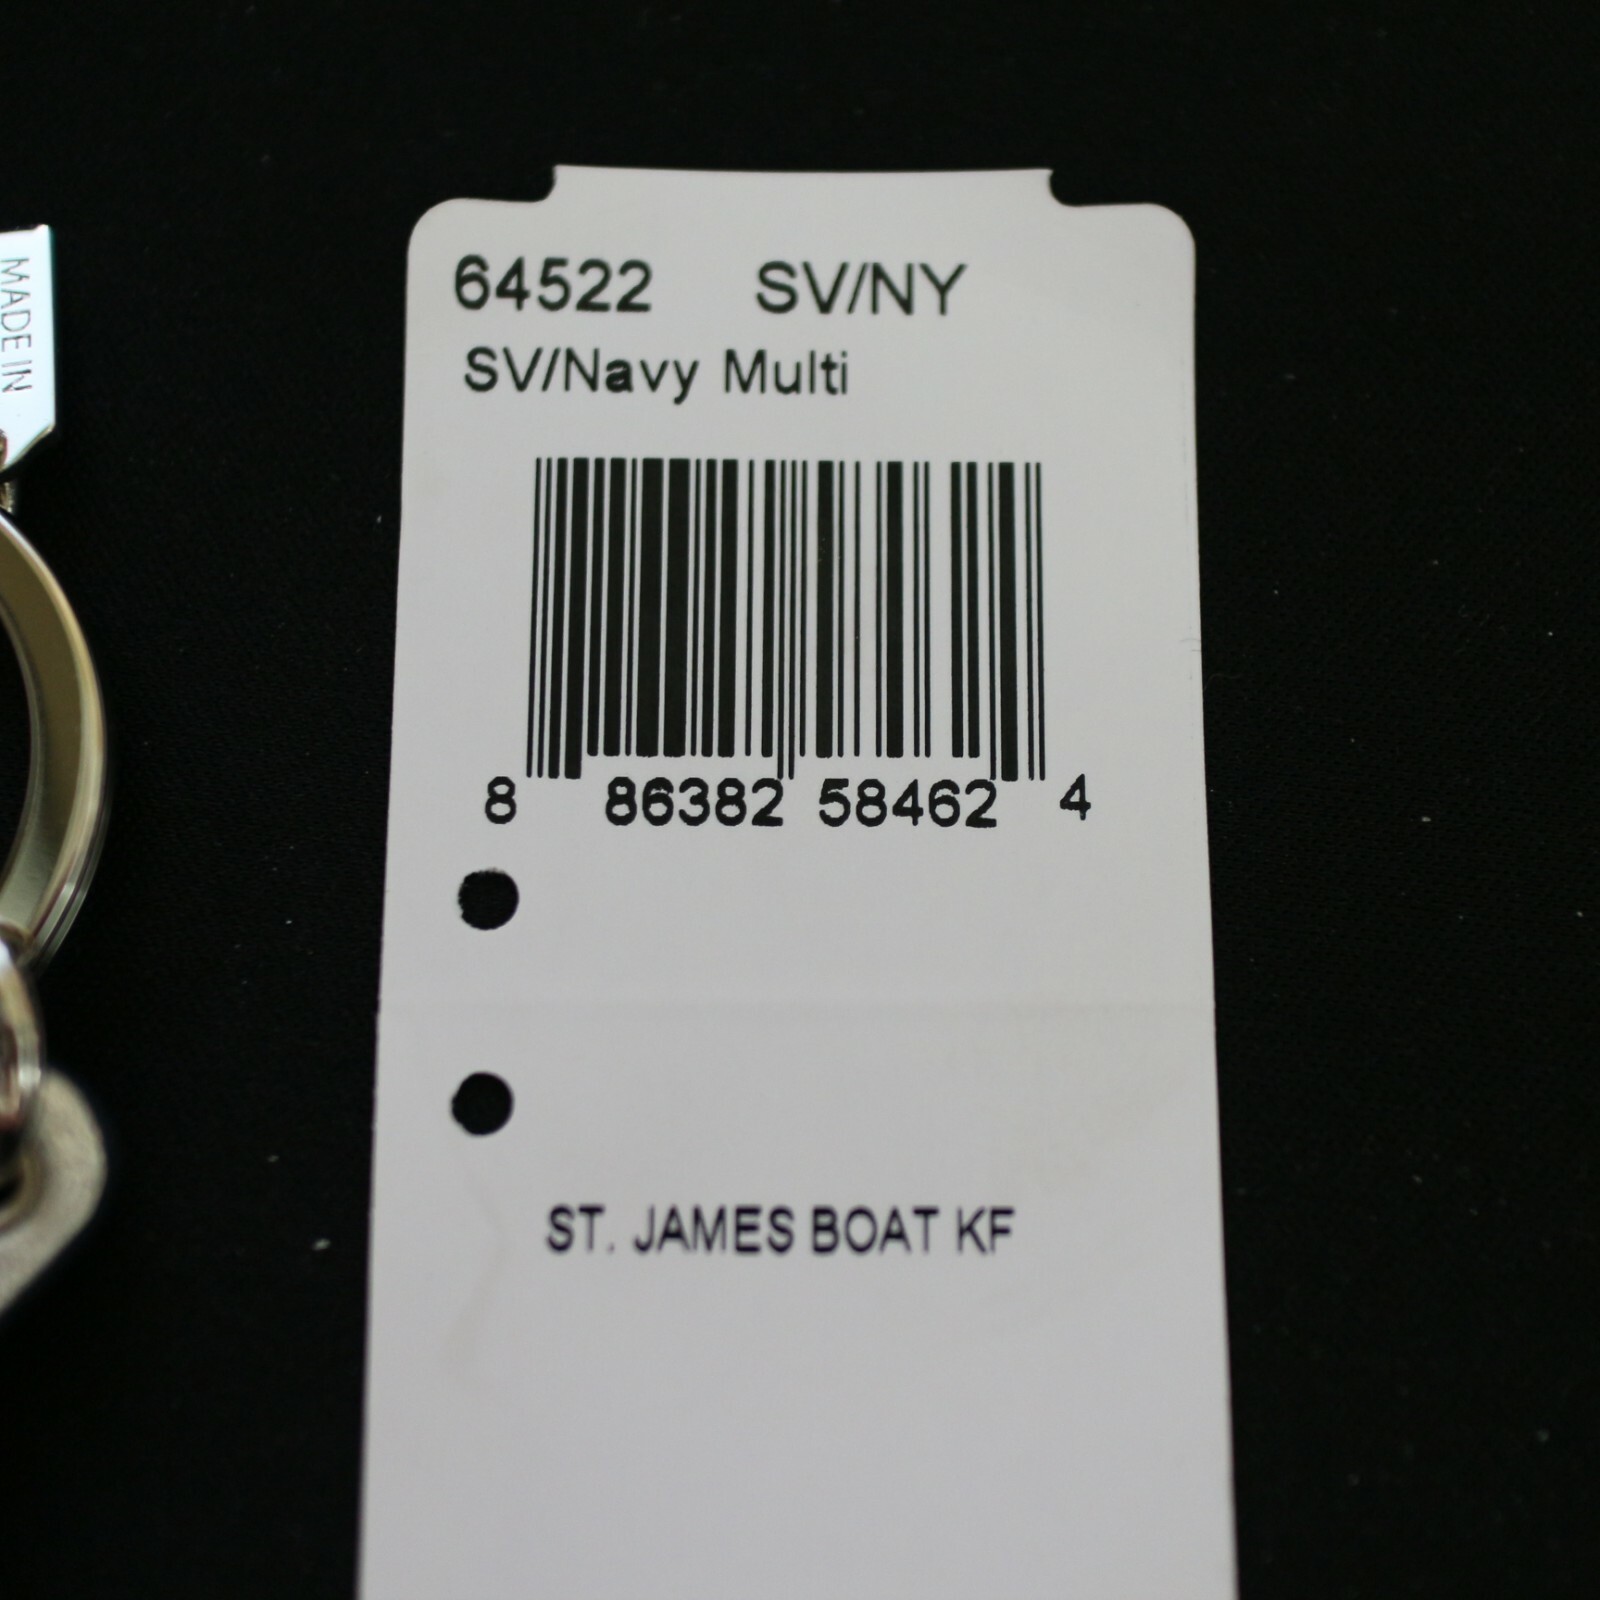 MADE IN
64522 SV/NY
SV/Navy Multi
8 86382 58462 4
ST. JAMES BOAT KF